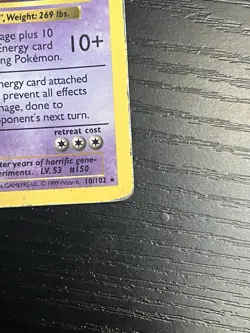 ", Weight: 269 lbs.
age plus 10
Energy card 10+
ng Pokémon.
nergy card attached
prevent all effects
mage, done to
ponent's next turn.
retreat cost
ter years of horrific gene-
eriments. LV. 53 #150
GAMEFREAK. © 1999 Wizards. 10/102 ★